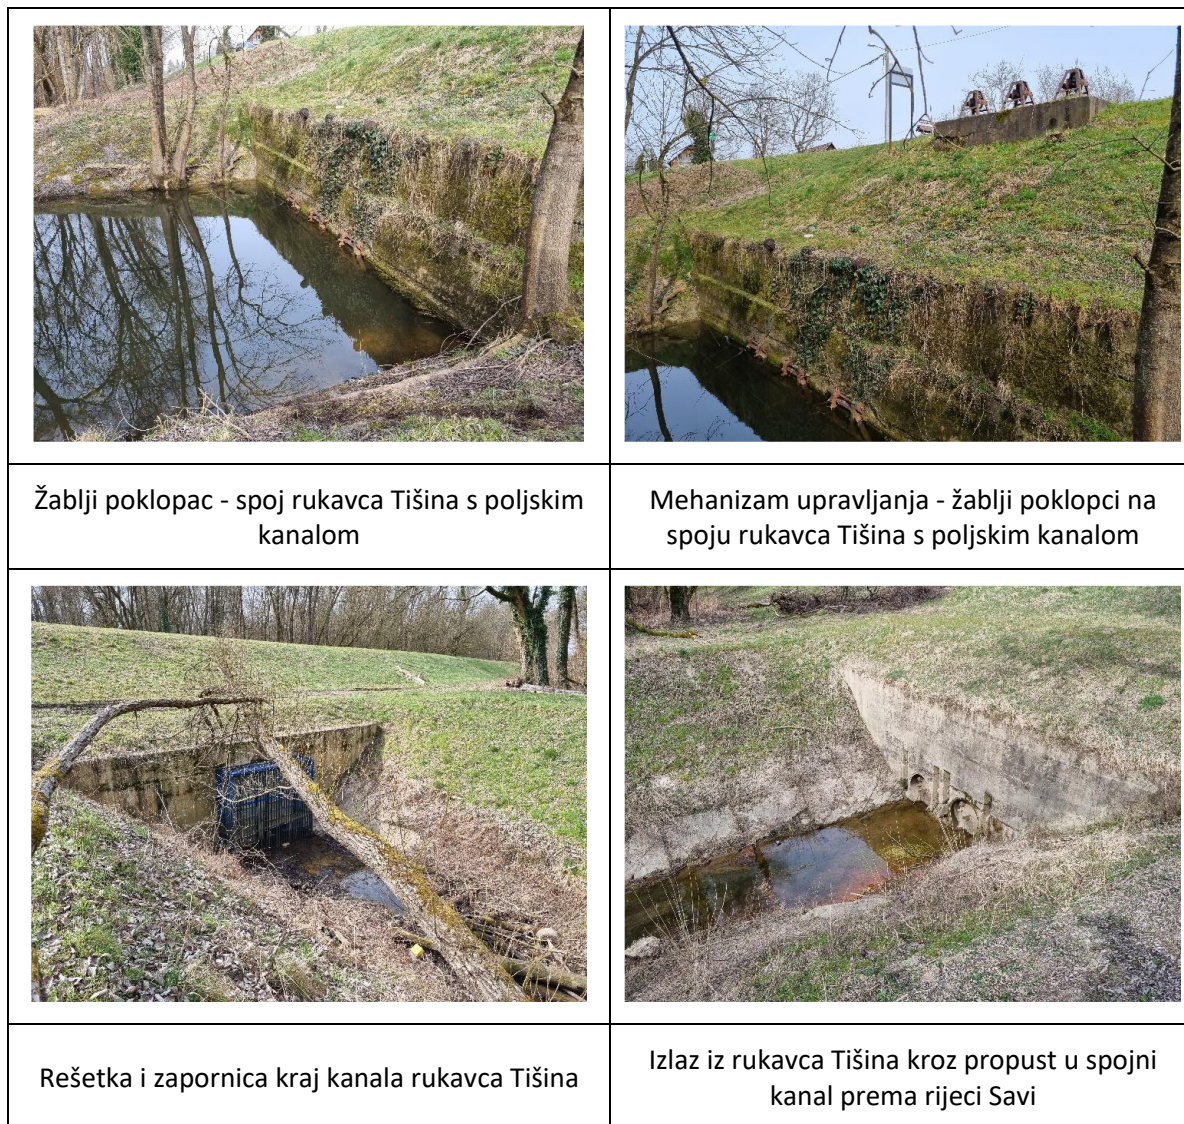 Žablji poklopac - spoj rukavca Tišina s poljskim
kanalom
Mehanizam upravljanja - žablji poklopci na
spoju rukavca Tišina s poljskim kanalom
Rešetka i zapornica kraj kanala rukavca Tišina
Izlaz iz rukavca Tišina kroz propust u spojni
kanal prema rijeci Savi